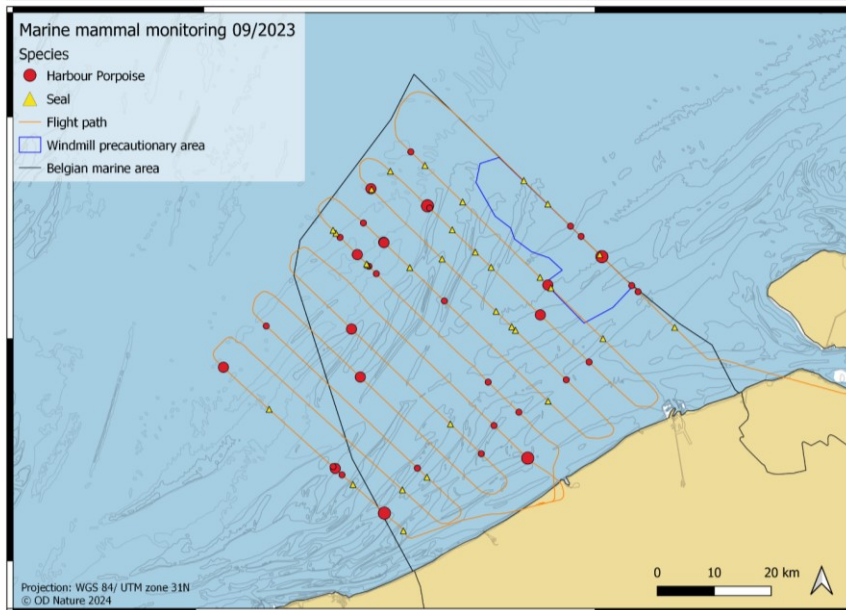 Marine mammal monitoring 09/2023
Species
Harbour Porpoise
Seal
Flight path
Windmill precautionary area
Belgian marine area
0 10 20 km
Projection: WGS 84/ UTM zone 31N
© OD Nature 2024